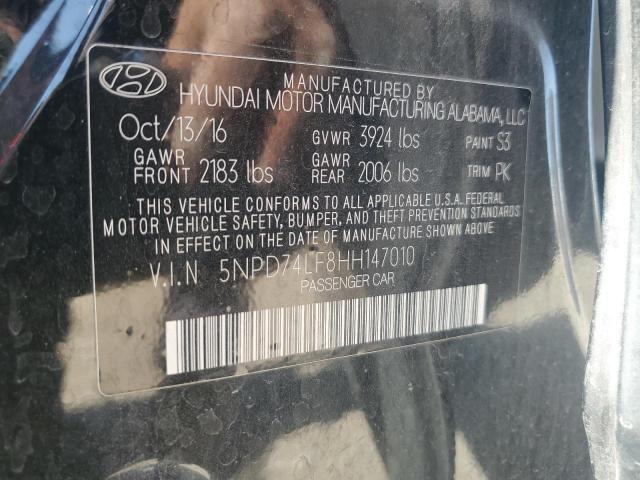 MANUFACTURED BY
HYUNDAI MOTOR MANUFACTURING ALABAMA, LLC
Oct/13/16 GVWR 3924 lbs PAINT S3
GAWR FRONT 2183 lbs GAWR REAR 2006 lbs TRIM PK
THIS VEHICLE CONFORMS TO ALL APPLICABLE U.S.A. FEDERAL
MOTOR VEHICLE SAFETY, BUMPER, AND THEFT PREVENTION STANDARDS
IN EFFECT ON THE DATE OF MANUFACTURE SHOWN ABOVE.
V.I.N 5NPD74LF8HH147010
PASSENGER CAR